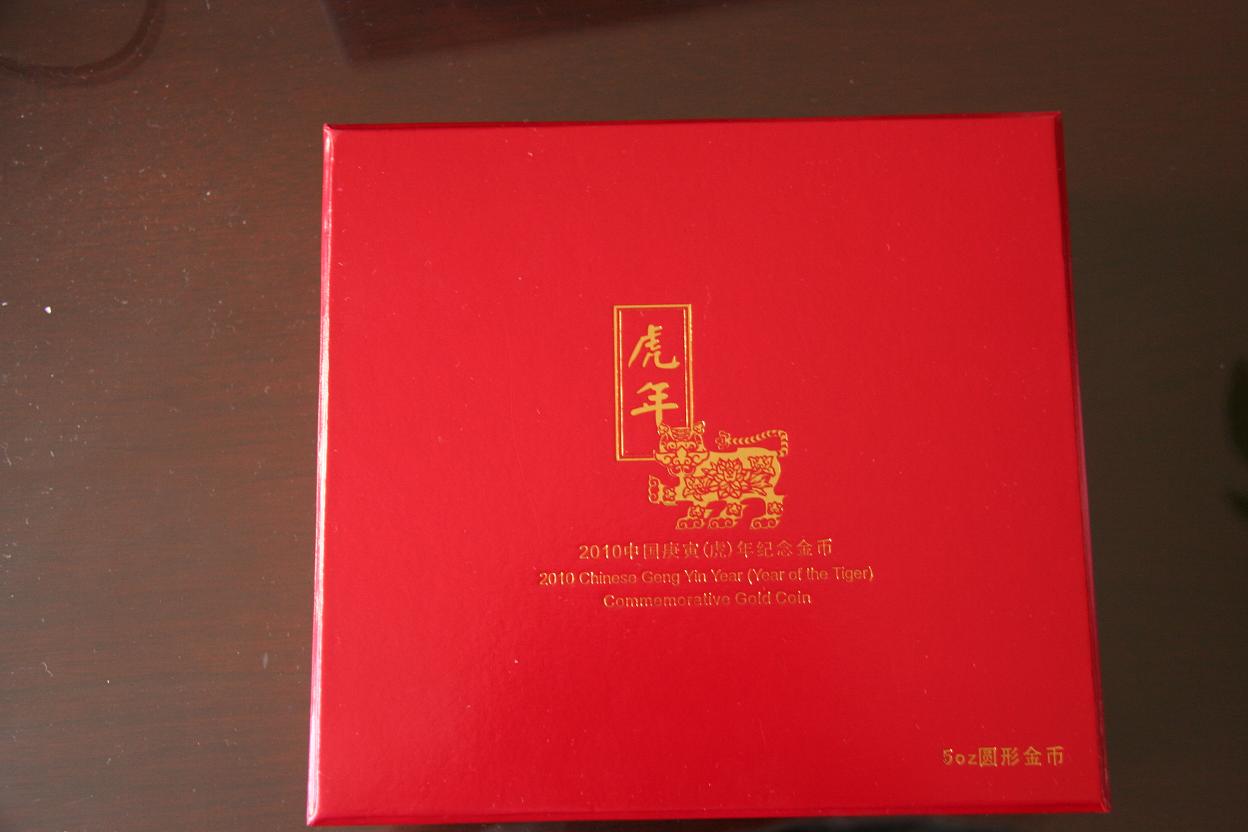 虎年
2010中国庚寅(虎)年纪念金币
2010 Chinese Geng Yin Year (Year of the Tiger)
Commemorative Gold Coin
5oz圆形金币